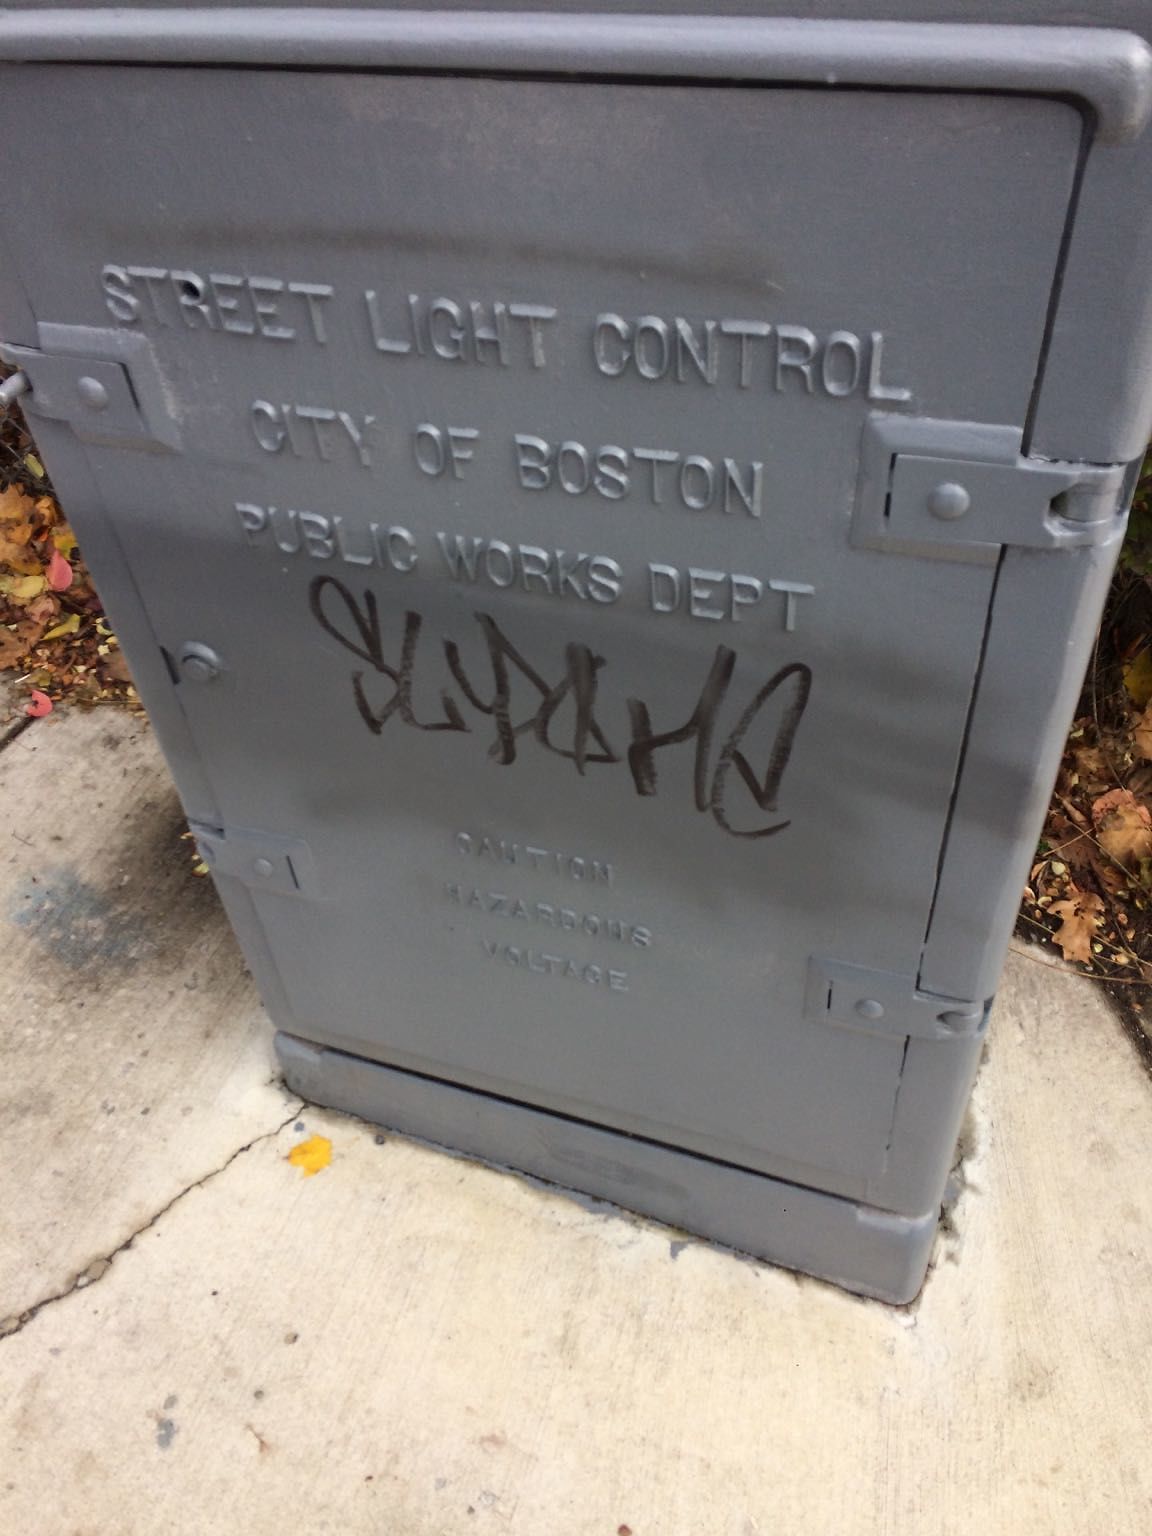 STREET LIGHT CONTROL
CITY OF BOSTON
PUBLIC WORKS DEPT
CAUTION
HAZARDOUS
VOLTAGE